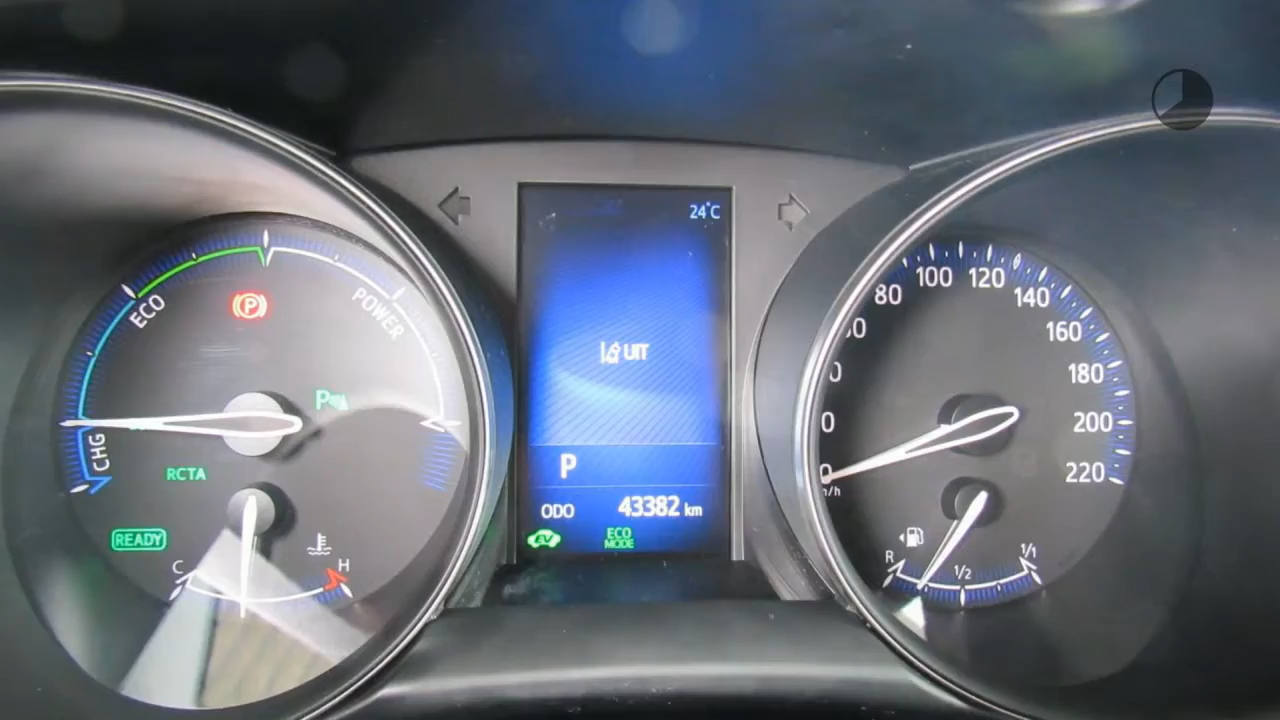 24°C
ECO
POWER
P
P
CHG
RCTA
READY
C
H
UIT
P
ODO 43382 km
EV
ECO
MODE
80
100
120
140
160
180
200
220
R
1/2
1/1